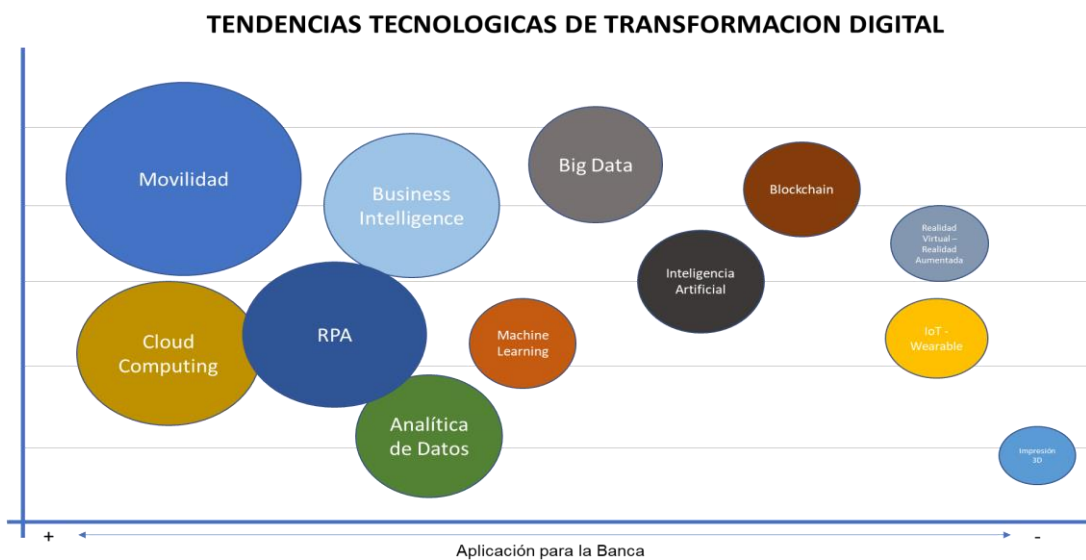 TENDENCIAS TECNOLOGICAS DE TRANSFORMACION DIGITAL
Movilidad
Business
Intelligence
Big Data
Blockchain
Realidad
Virtual –
Realidad
Aumentada
Inteligencia
Artificial
Cloud
Computing
RPA
Machine
Learning
IoT -
Wearable
Analítica
de Datos
Impresión
3D
+
-
Aplicación para la Banca